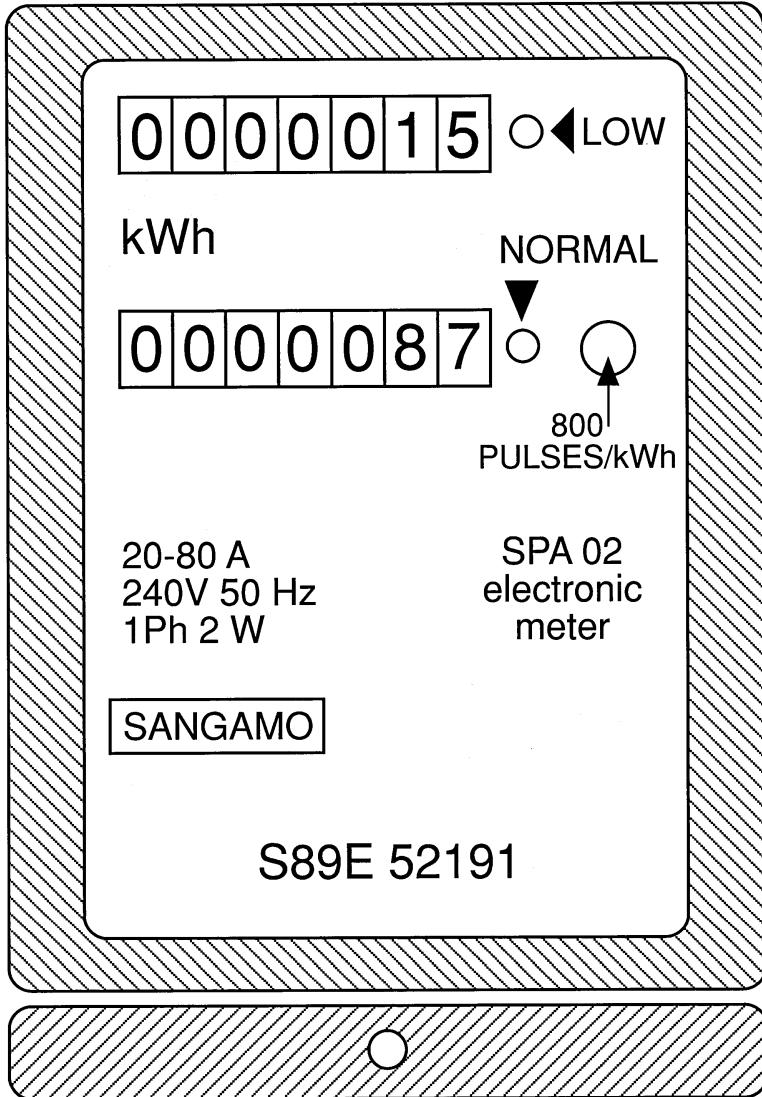 0000015 LOW
kWh
NORMAL
0000087
800
PULSES/kWh
20-80 A
240V 50 Hz
1Ph 2 W
SPA 02
electronic
meter
SANGAMO
S89E 52191